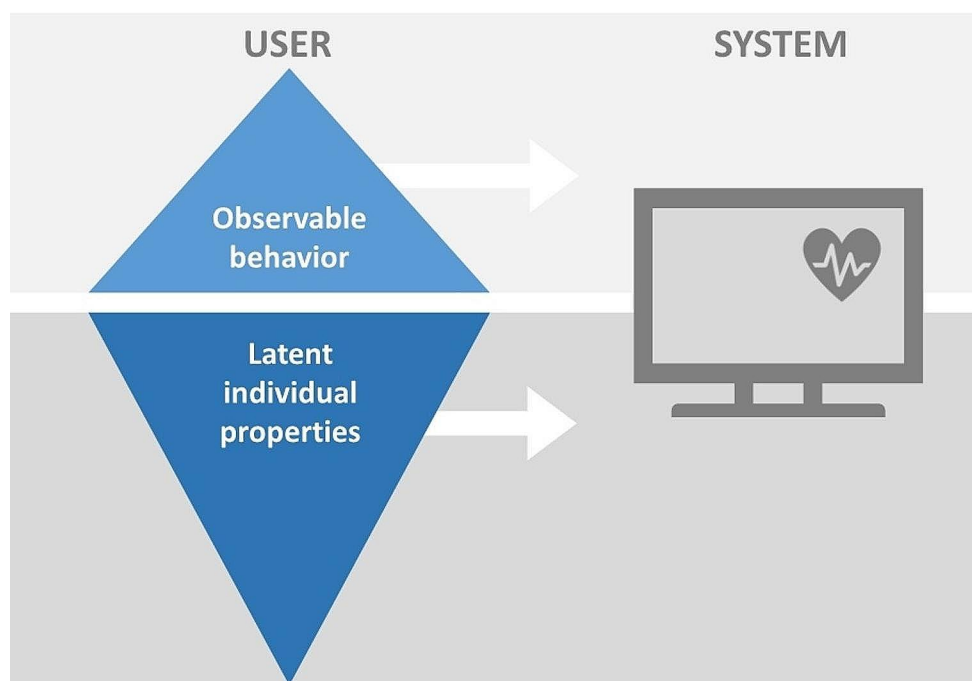 USER
SYSTEM
Observable
behavior
Latent
individual
properties